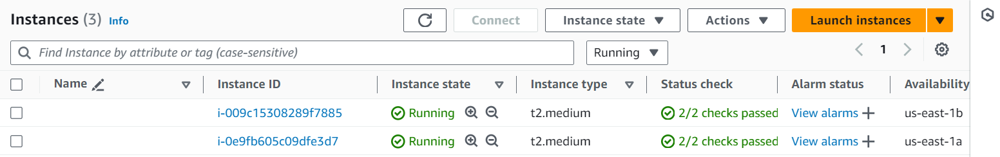 Instances (3) Info Connect Instance state Actions Launch instances
Find Instance by attribute or tag (case-sensitive) Running 1
Name Instance ID Instance state Instance type Status check Alarm status Availability
i-009c15308289f7885 Running t2.medium 2/2 checks passed View alarms us-east-1b
i-0e9fb605c09dfe3d7 Running t2.medium 2/2 checks passed View alarms us-east-1a